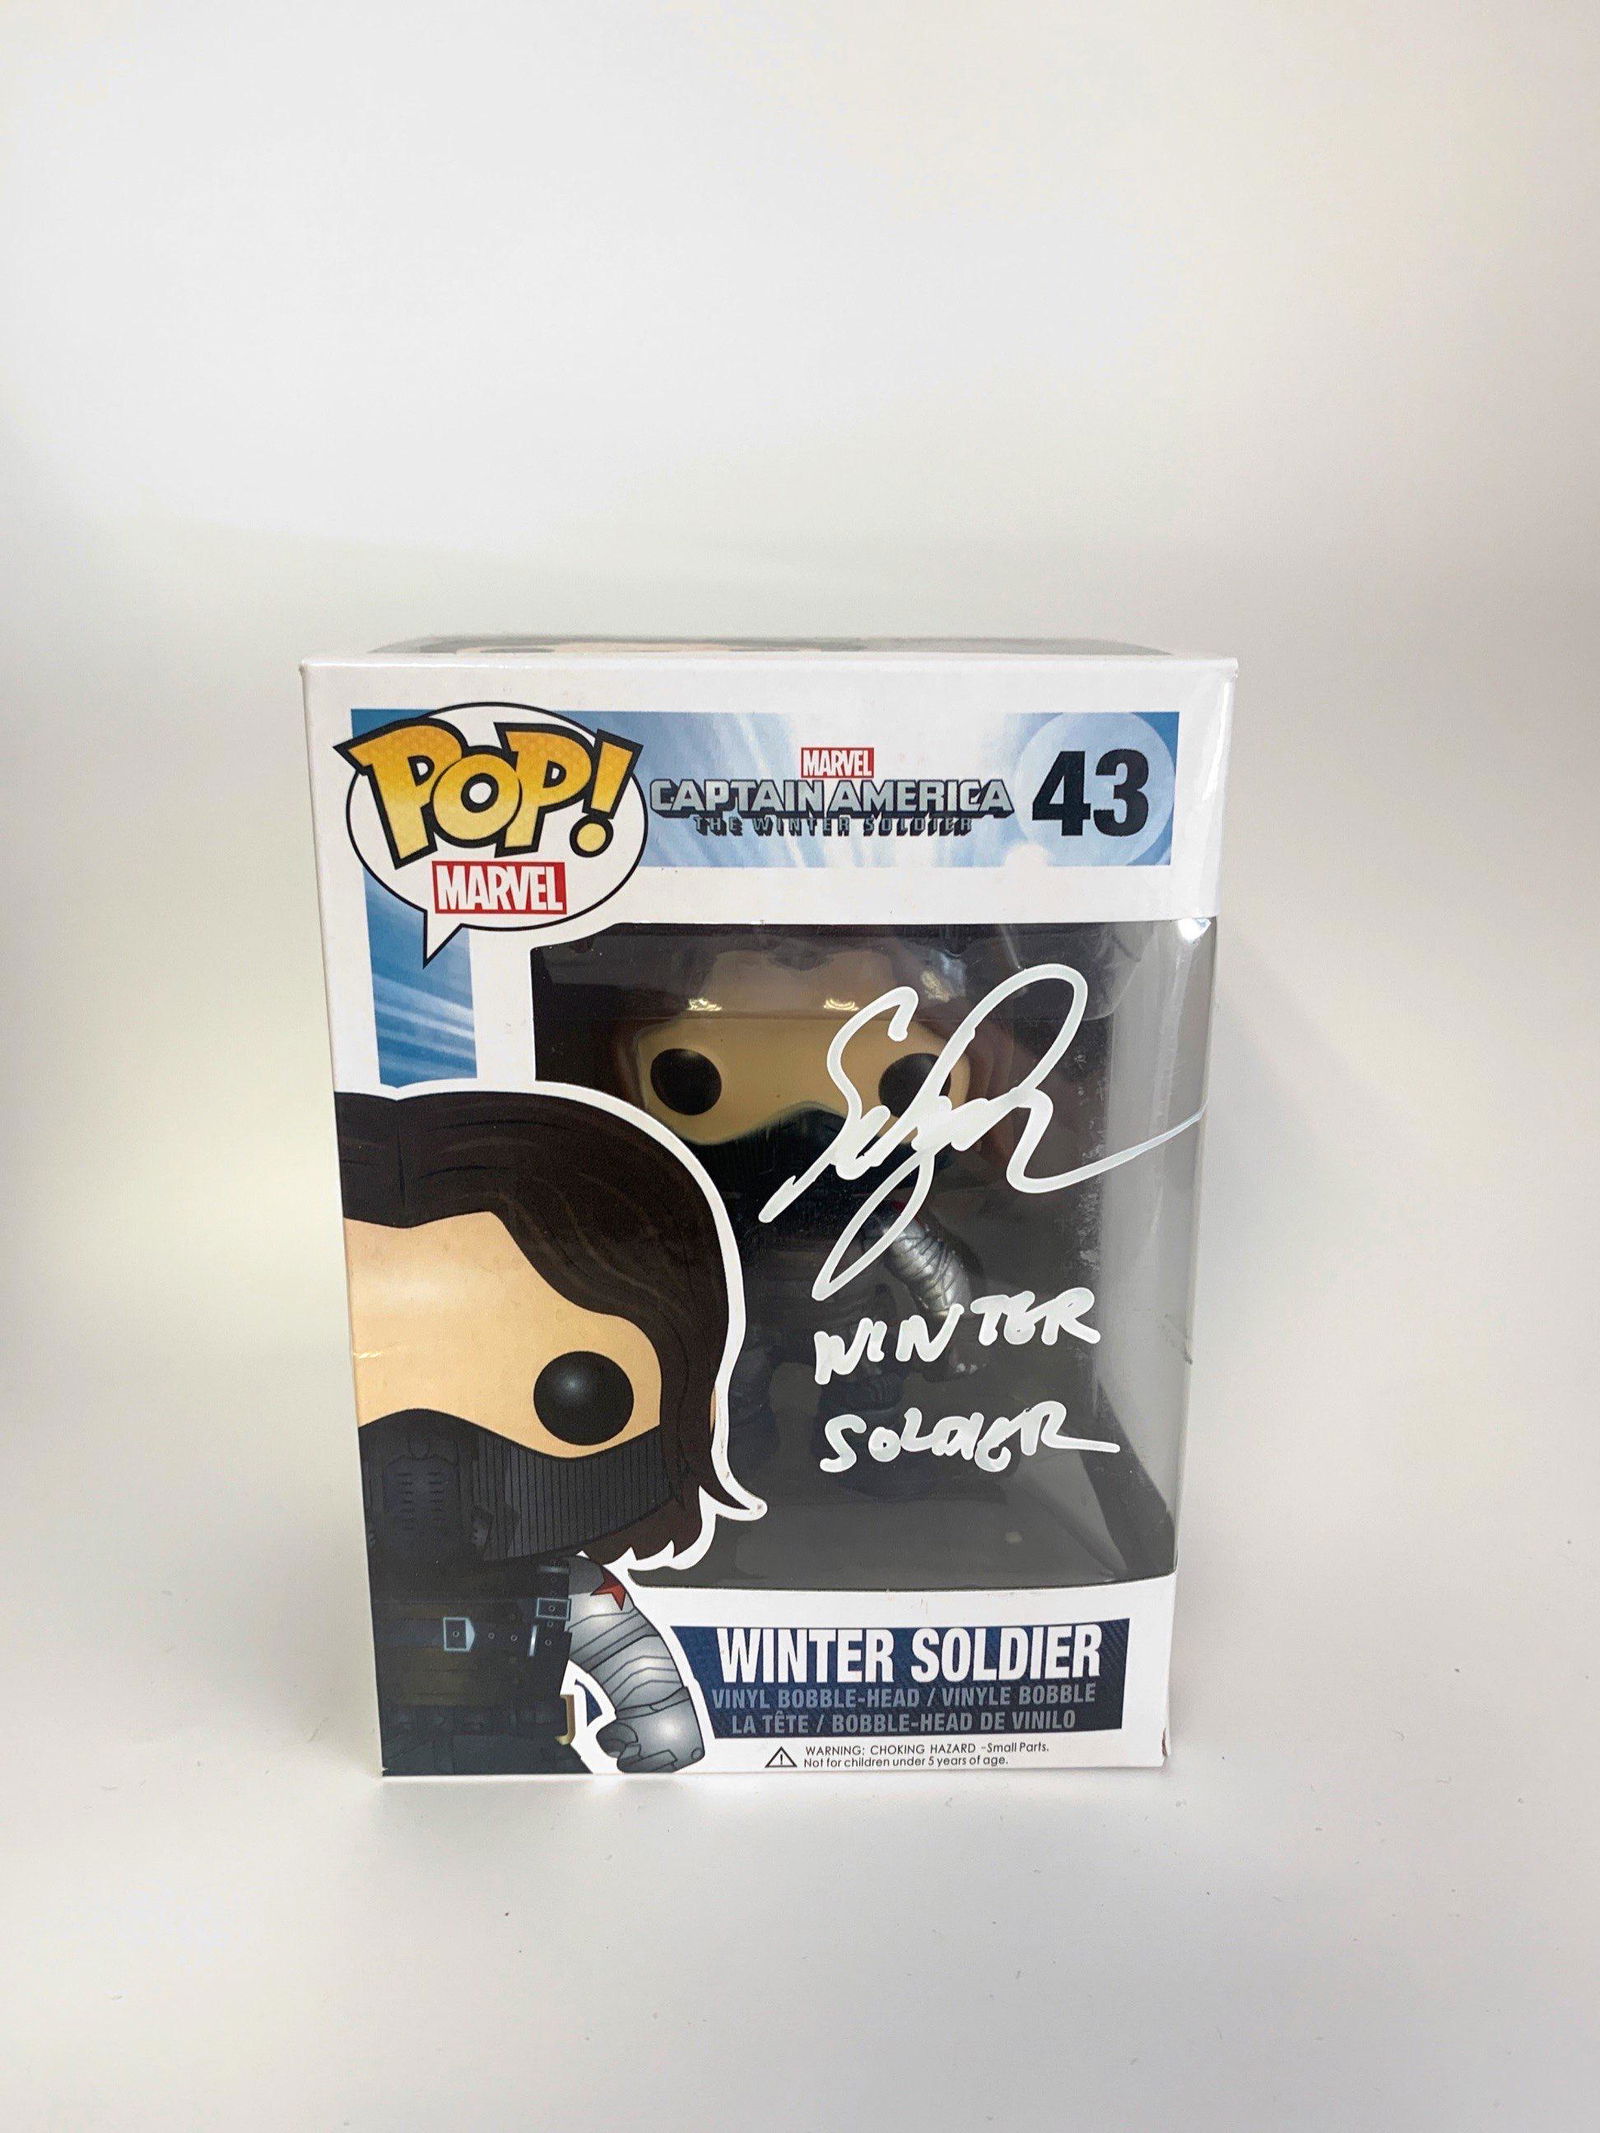 POP!
MARVEL
MARVEL
CAPTAIN AMERICA
THE WINTER SOLDIER
43
WINTER
SOLDIER
WINTER SOLDIER
VINYL BOBBLE-HEAD / VINYLE BOBBLE
LA TÊTE / BOBBLE-HEAD DE VINILO
WARNING: CHOKING HAZARD -Small Parts.
Not for children under 5 years of age.